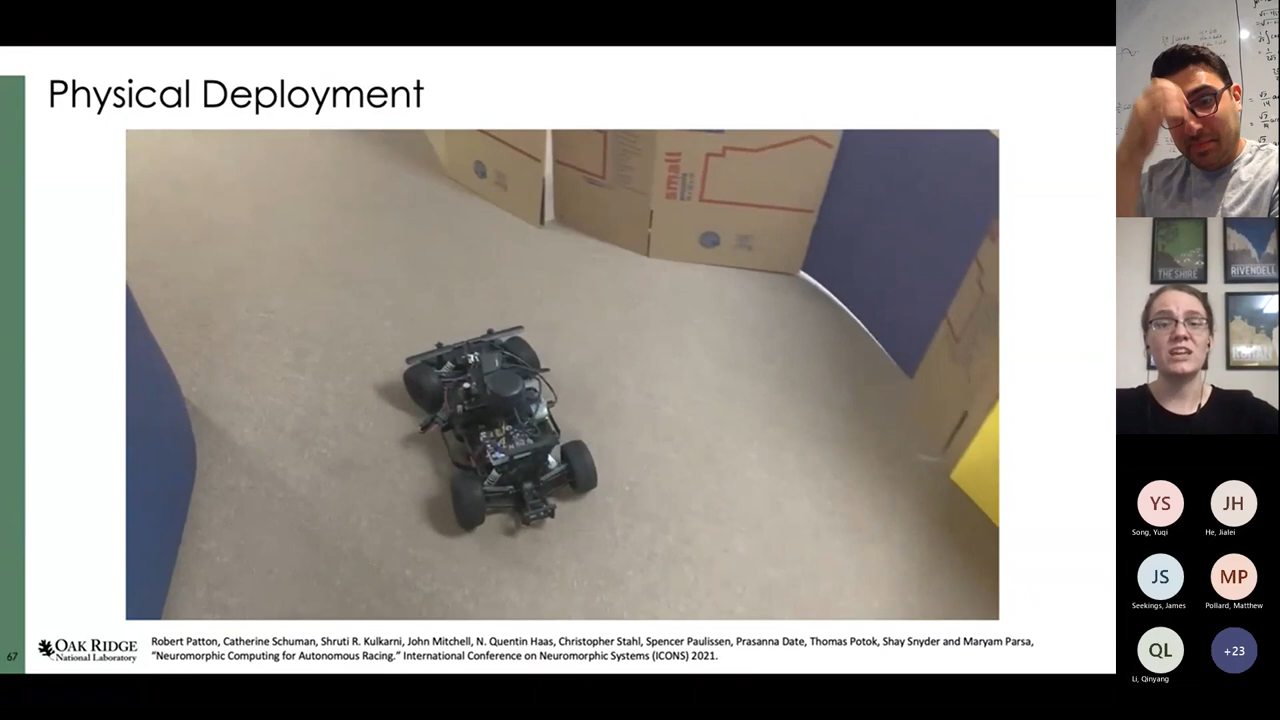 Physical Deployment
small
THE SHIRE
RIVENDELL
YS
JH
Song, Yuqi
He, Jialei
JS
MP
Seekings, James
Pollard, Matthew
QL
+23
Li, Qinyang
67
OAK RIDGE
National Laboratory
Robert Patton, Catherine Schuman, Shruti R. Kulkarni, John Mitchell, N. Quentin Haas, Christopher Stahl, Spencer Paulissen, Prasanna Date, Thomas Potok, Shay Snyder and Maryam Parsa,
"Neuromorphic Computing for Autonomous Racing." International Conference on Neuromorphic Systems (ICONS) 2021.